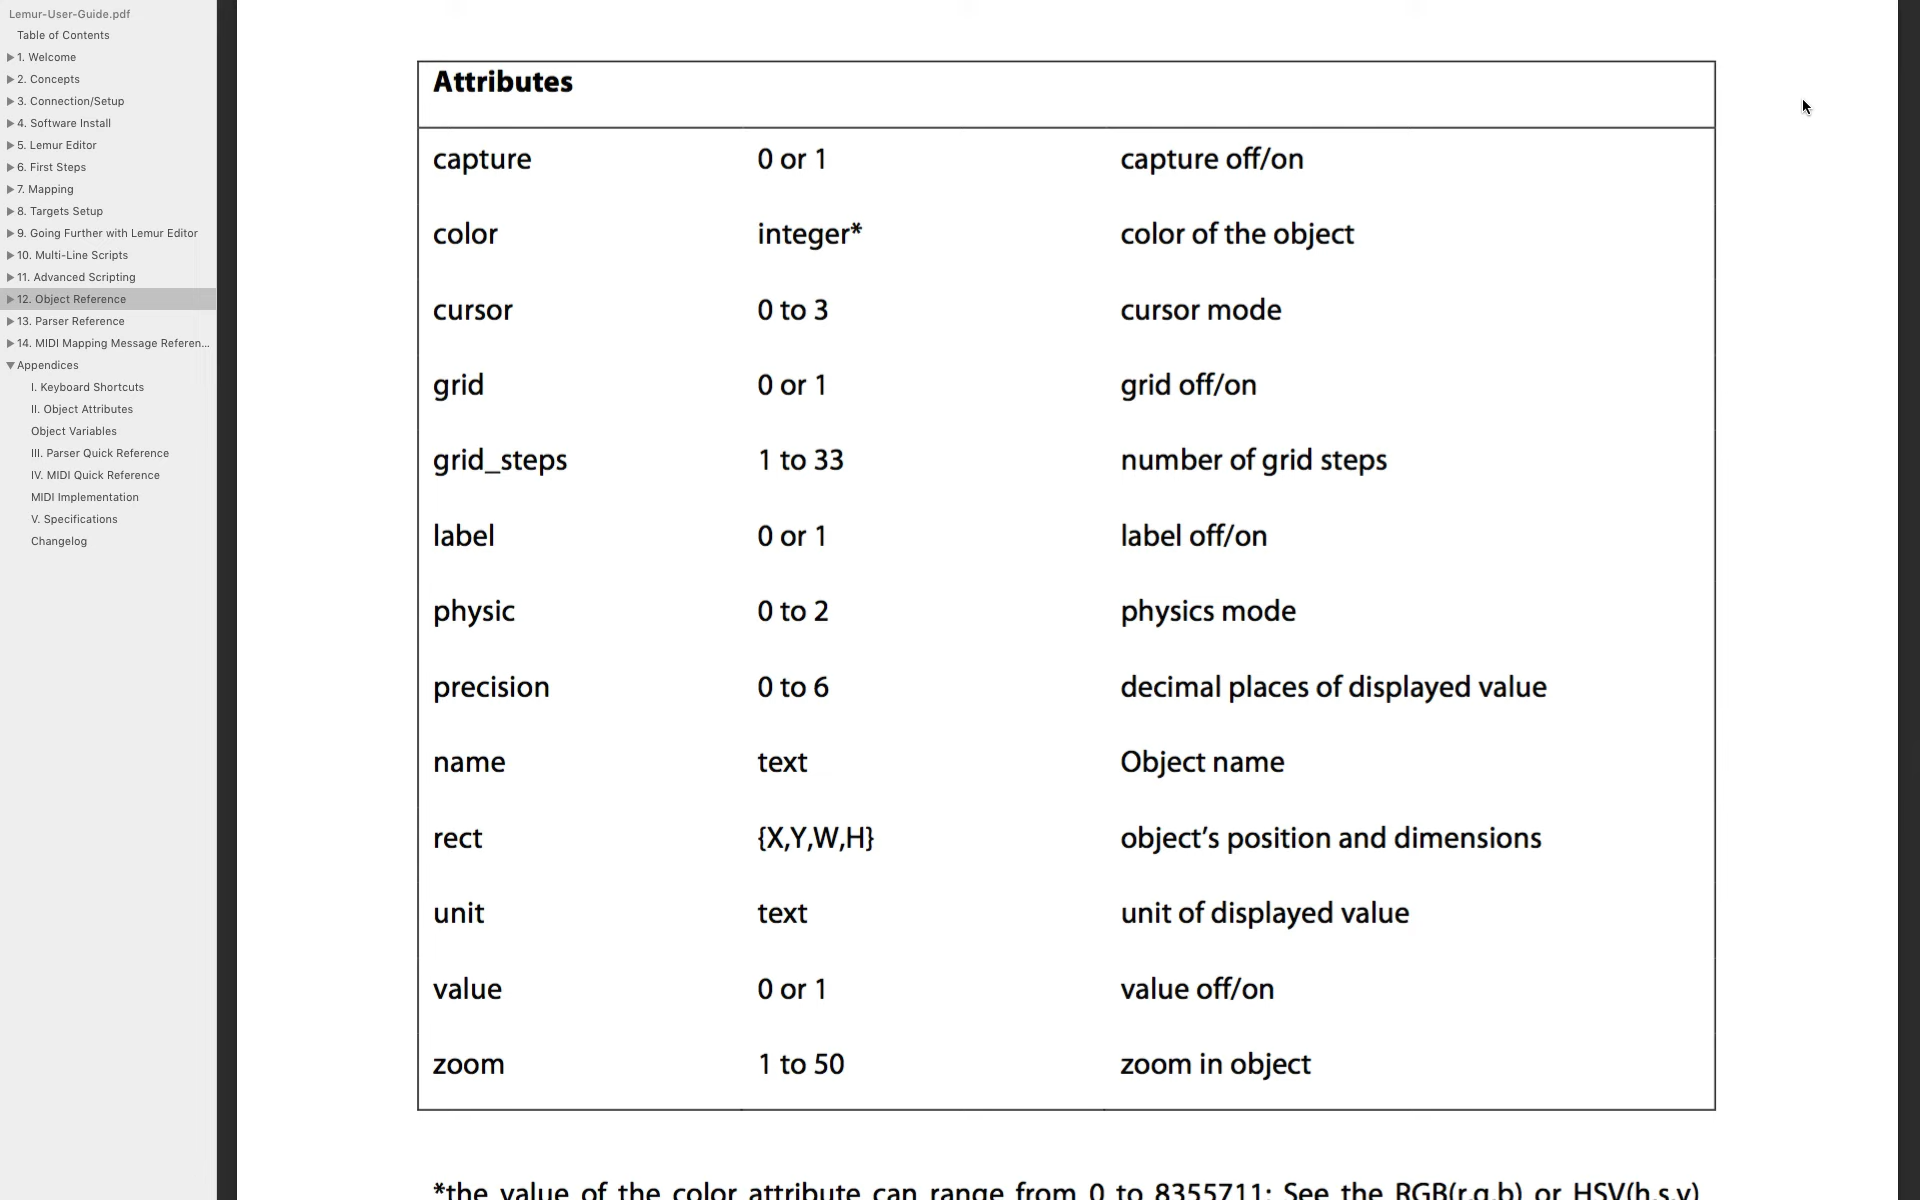 Lemur-User-Guide.pdf
Table of Contents
1. Welcome
2. Concepts
3. Connection/Setup
4. Software Install
5. Lemur Editor
6. First Steps
7. Mapping
8. Targets Setup
9. Going Further with Lemur Editor
10. Multi-Line Scripts
11. Advanced Scripting
12. Object Reference
13. Parser Reference
14. MIDI Mapping Message Referen...
Appendices
I. Keyboard Shortcuts
II. Object Attributes
Object Variables
III. Parser Quick Reference
IV. MIDI Quick Reference
MIDI Implementation
V. Specifications
Changelog
Attributes
capture 0 or 1 capture off/on
color integer* color of the object
cursor 0 to 3 cursor mode
grid 0 or 1 grid off/on
grid_steps 1 to 33 number of grid steps
label 0 or 1 label off/on
physic 0 to 2 physics mode
precision 0 to 6 decimal places of displayed value
name text Object name
rect {X,Y,W,H} object’s position and dimensions
unit text unit of displayed value
value 0 or 1 value off/on
zoom 1 to 50 zoom in object
*the value of the color attribute can range from 0 to 8355711; See the RGB(r,g,b) or HSV(h,s,v)